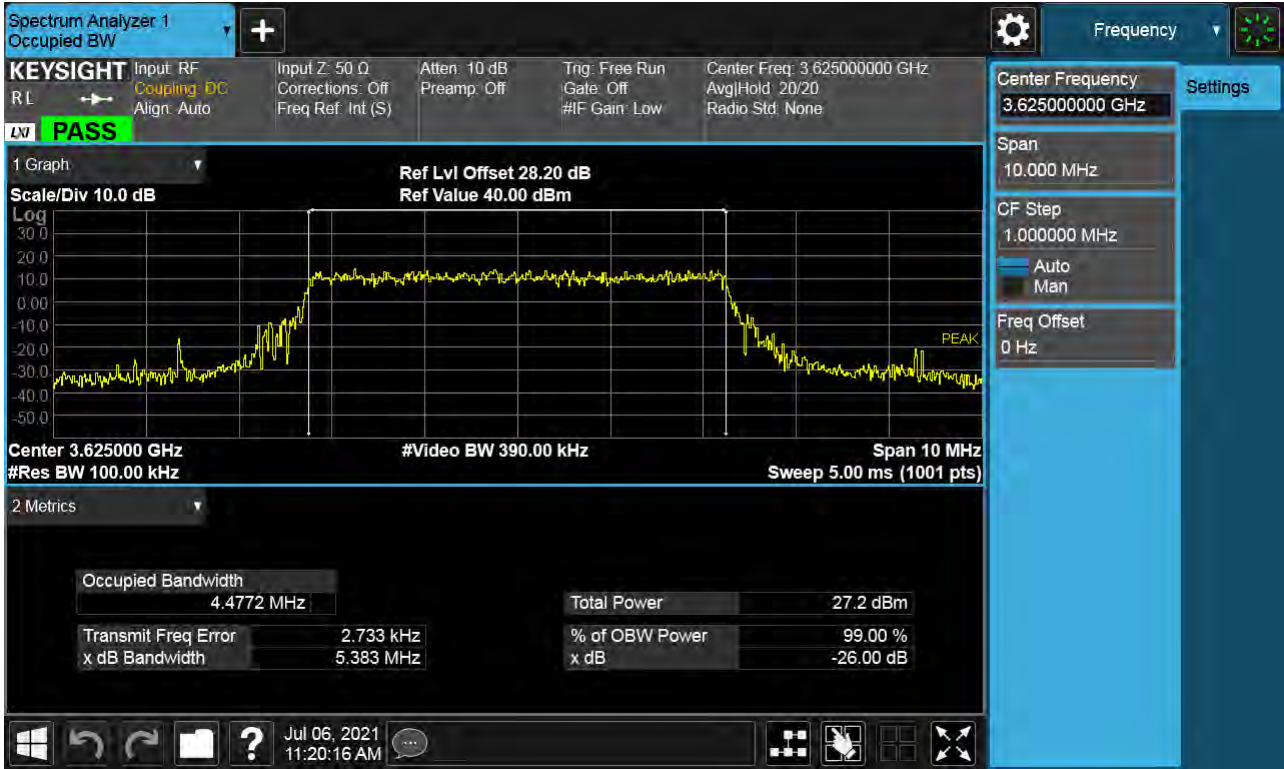 Spectrum Analyzer 1
Occupied BW
+
Frequency
KEYSIGHT
RL
LXI
PASS
Input: RF
Coupling: DC
Align: Auto
Input Z: 50 Ω
Corrections: Off
Freq Ref: Int (S)
Atten: 10 dB
Preamp: Off
Trig: Free Run
Gate: Off
#IF Gain: Low
Center Freq: 3.625000000 GHz
Avg|Hold: 20/20
Radio Std: None
1 Graph
Scale/Div 10.0 dB
Ref Lvl Offset 28.20 dB
Ref Value 40.00 dBm
Log
30.0
20.0
10.0
0.00
-10.0
-20.0
-30.0
-40.0
-50.0
PEAK
Center 3.625000 GHz
#Video BW 390.00 kHz
Span 10 MHz
#Res BW 100.00 kHz
Sweep 5.00 ms (1001 pts)
2 Metrics
Occupied Bandwidth
4.4772 MHz
Total Power 27.2 dBm
Transmit Freq Error 2.733 kHz
% of OBW Power 99.00 %
x dB Bandwidth 5.383 MHz
x dB -26.00 dB
Center Frequency
3.625000000 GHz
Settings
Span
10.000 MHz
CF Step
1.000000 MHz
Auto
Man
Freq Offset
0 Hz
?
Jul 06, 2021
11:20:16 AM